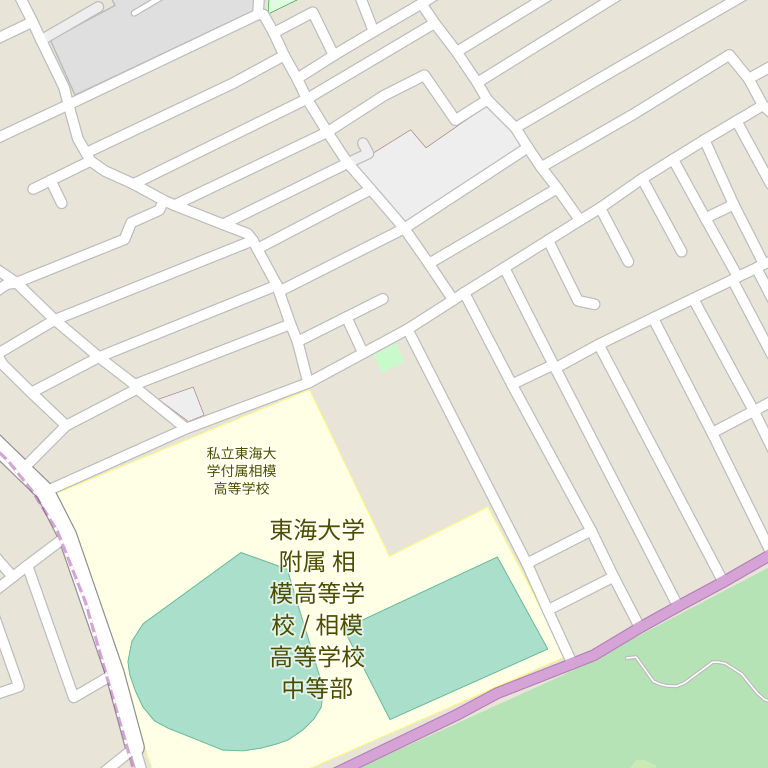 私立東海大
学付属相模
高等学校
東海大学
附属 相
模高等学
校 / 相模
高等学校
中等部